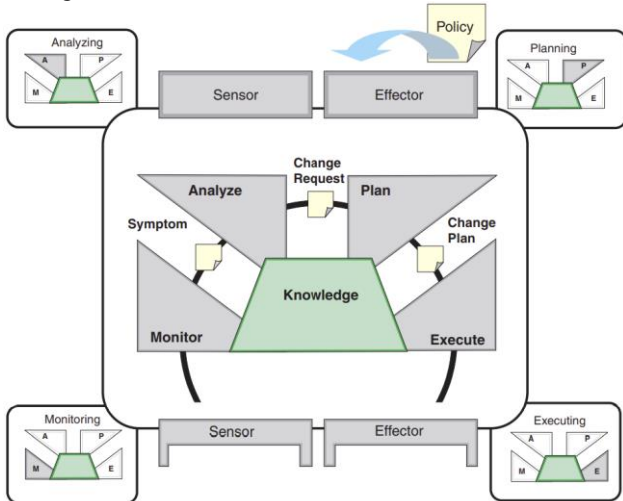 Policy
Analyzing
A
P
M
E
Planning
A
P
M
E
Sensor
Effector
Change
Request
Analyze
Plan
Symptom
Change
Plan
Knowledge
Monitor
Execute
Monitoring
A
P
M
E
Sensor
Effector
Executing
A
P
M
E